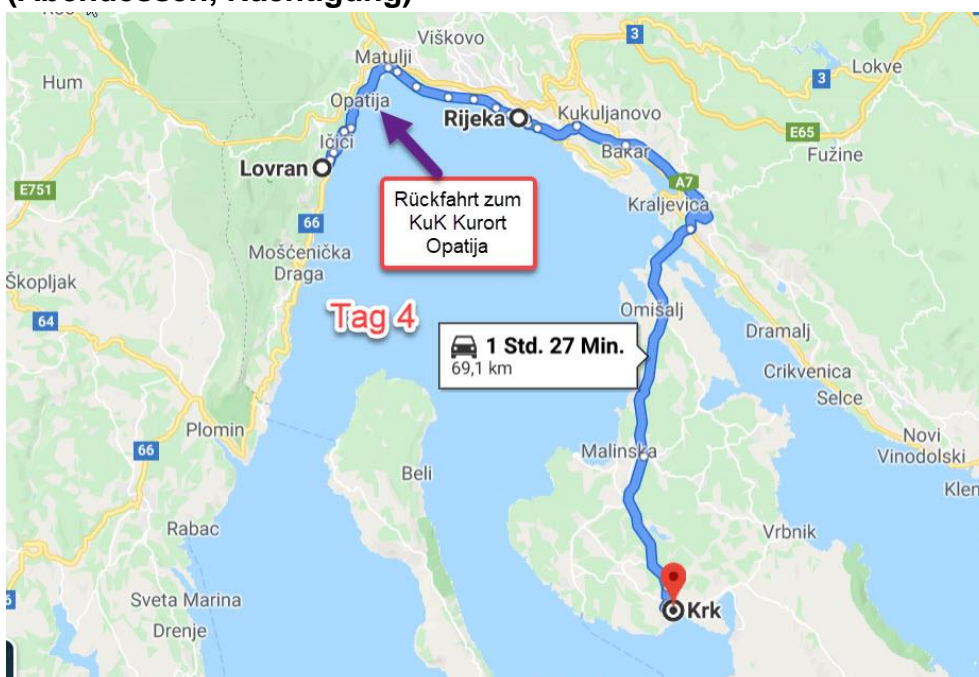 (Abendessen, Nächtigung)
Viškovo
3
Matulji
Hum
Lokve
3
Opatija
Rijeka
Kukuljanovo
Ičići
E65
Bakar
Fužine
Lovran
E751
A7
Rückfahrt zum
KuK Kurort
Opatija
Kraljevica
66
Mošćenička
Draga
Škopljak
Tag 4
Omišalj
64
Dramalj
1 Std. 27 Min.
69,1 km
Crikvenica
Selce
Plomin
66
Malinska
Novi
Vinodolski
Beli
Klen
Rabac
Vrbnik
Sveta Marina
Krk
Drenje